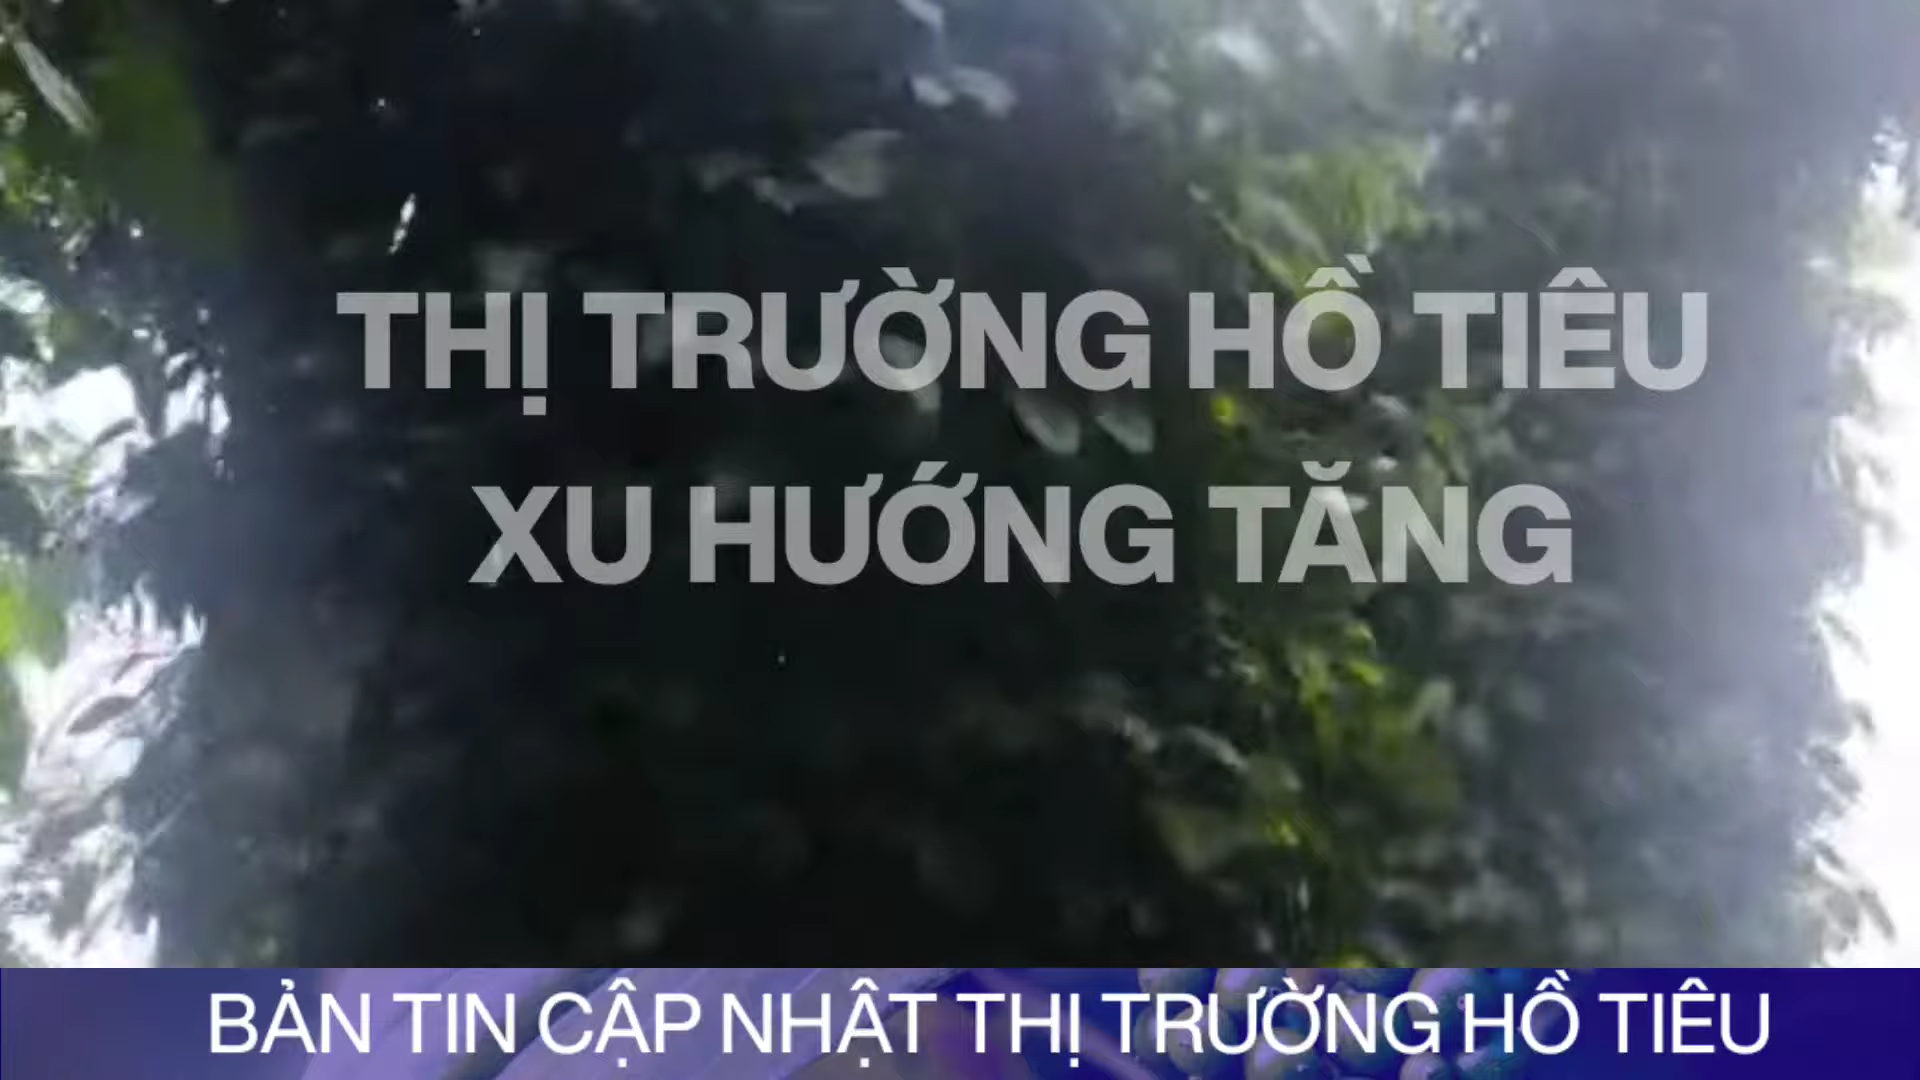 THỊ TRƯỜNG HỒ TIÊU
XU HƯỚNG TĂNG
BẢN TIN CẬP NHẬT THỊ TRƯỜNG HỒ TIÊU